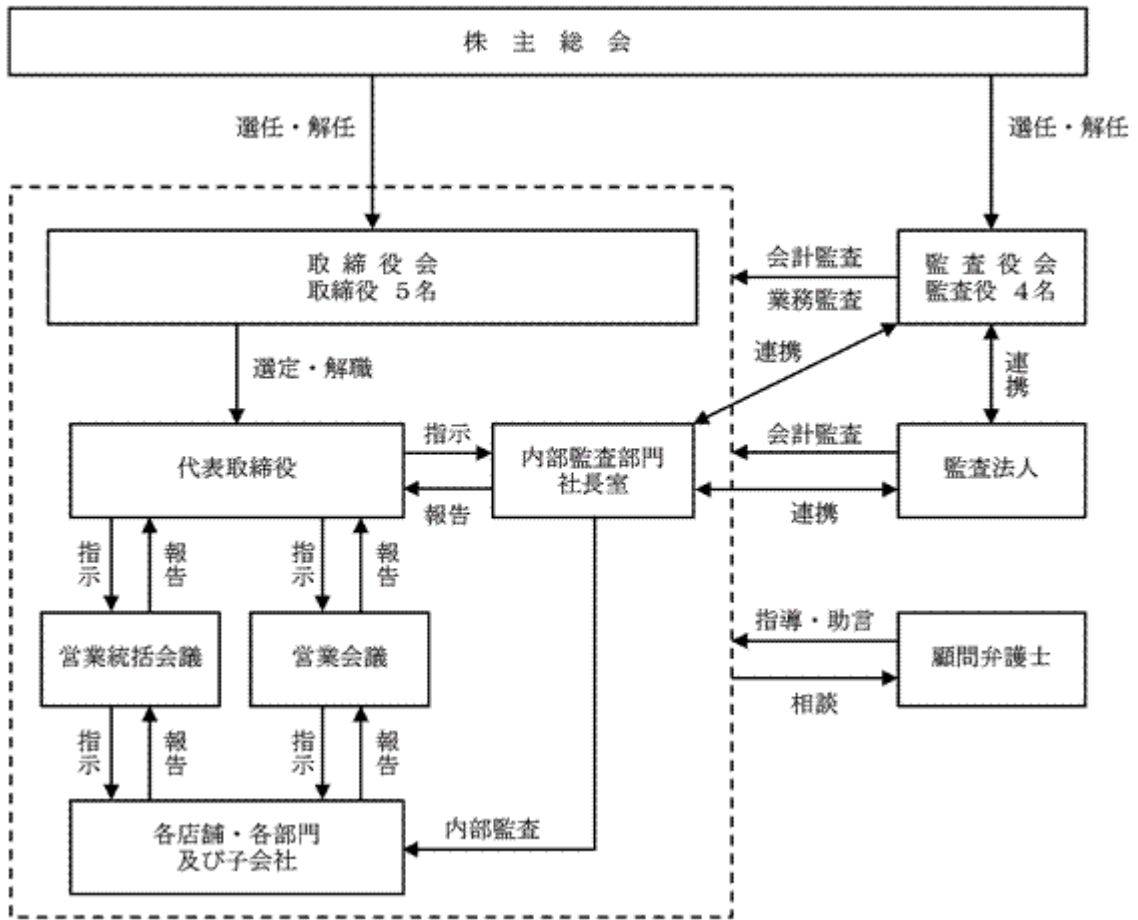 株主総会
選任・解任
選任・解任
取締役会
取締役 5名
会計監査
業務監査
監査役会
監査役 4名
選定・解職
連携
連携
代表取締役
指示
報告
内部監査部門
社長室
会計監査
連携
監査法人
指示
報告
指示
報告
営業統括会議
営業会議
指導・助言
相談
顧問弁護士
指示
報告
指示
報告
各店舗・各部門
及び子会社
内部監査